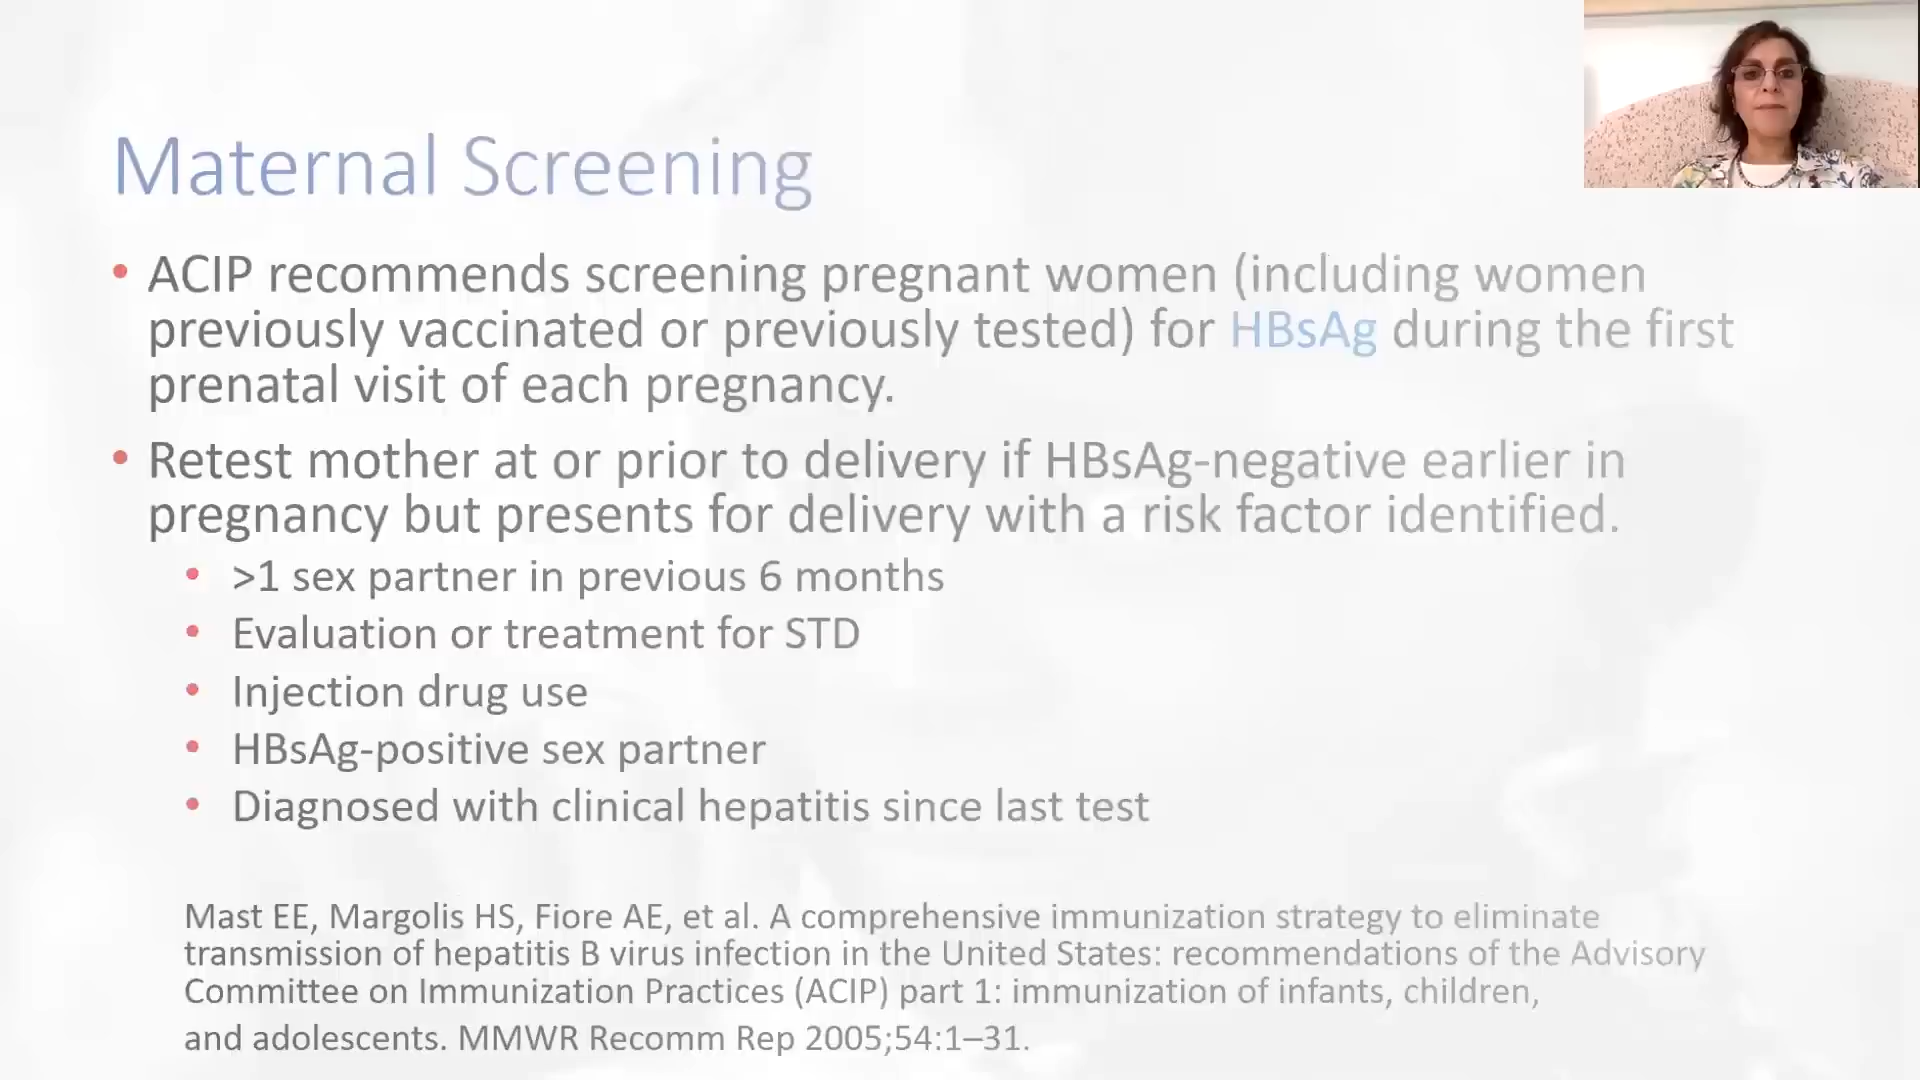 Maternal Screening
• ACIP recommends screening pregnant women (including women
previously vaccinated or previously tested) for HBsAg during the first
prenatal visit of each pregnancy.
• Retest mother at or prior to delivery if HBsAg-negative earlier in
pregnancy but presents for delivery with a risk factor identified.
• >1 sex partner in previous 6 months
• Evaluation or treatment for STD
• Injection drug use
• HBsAg-positive sex partner
• Diagnosed with clinical hepatitis since last test
Mast EE, Margolis HS, Fiore AE, et al. A comprehensive immunization strategy to eliminate
transmission of hepatitis B virus infection in the United States: recommendations of the Advisory
Committee on Immunization Practices (ACIP) part 1: immunization of infants, children,
and adolescents. MMWR Recomm Rep 2005;54:1–31.